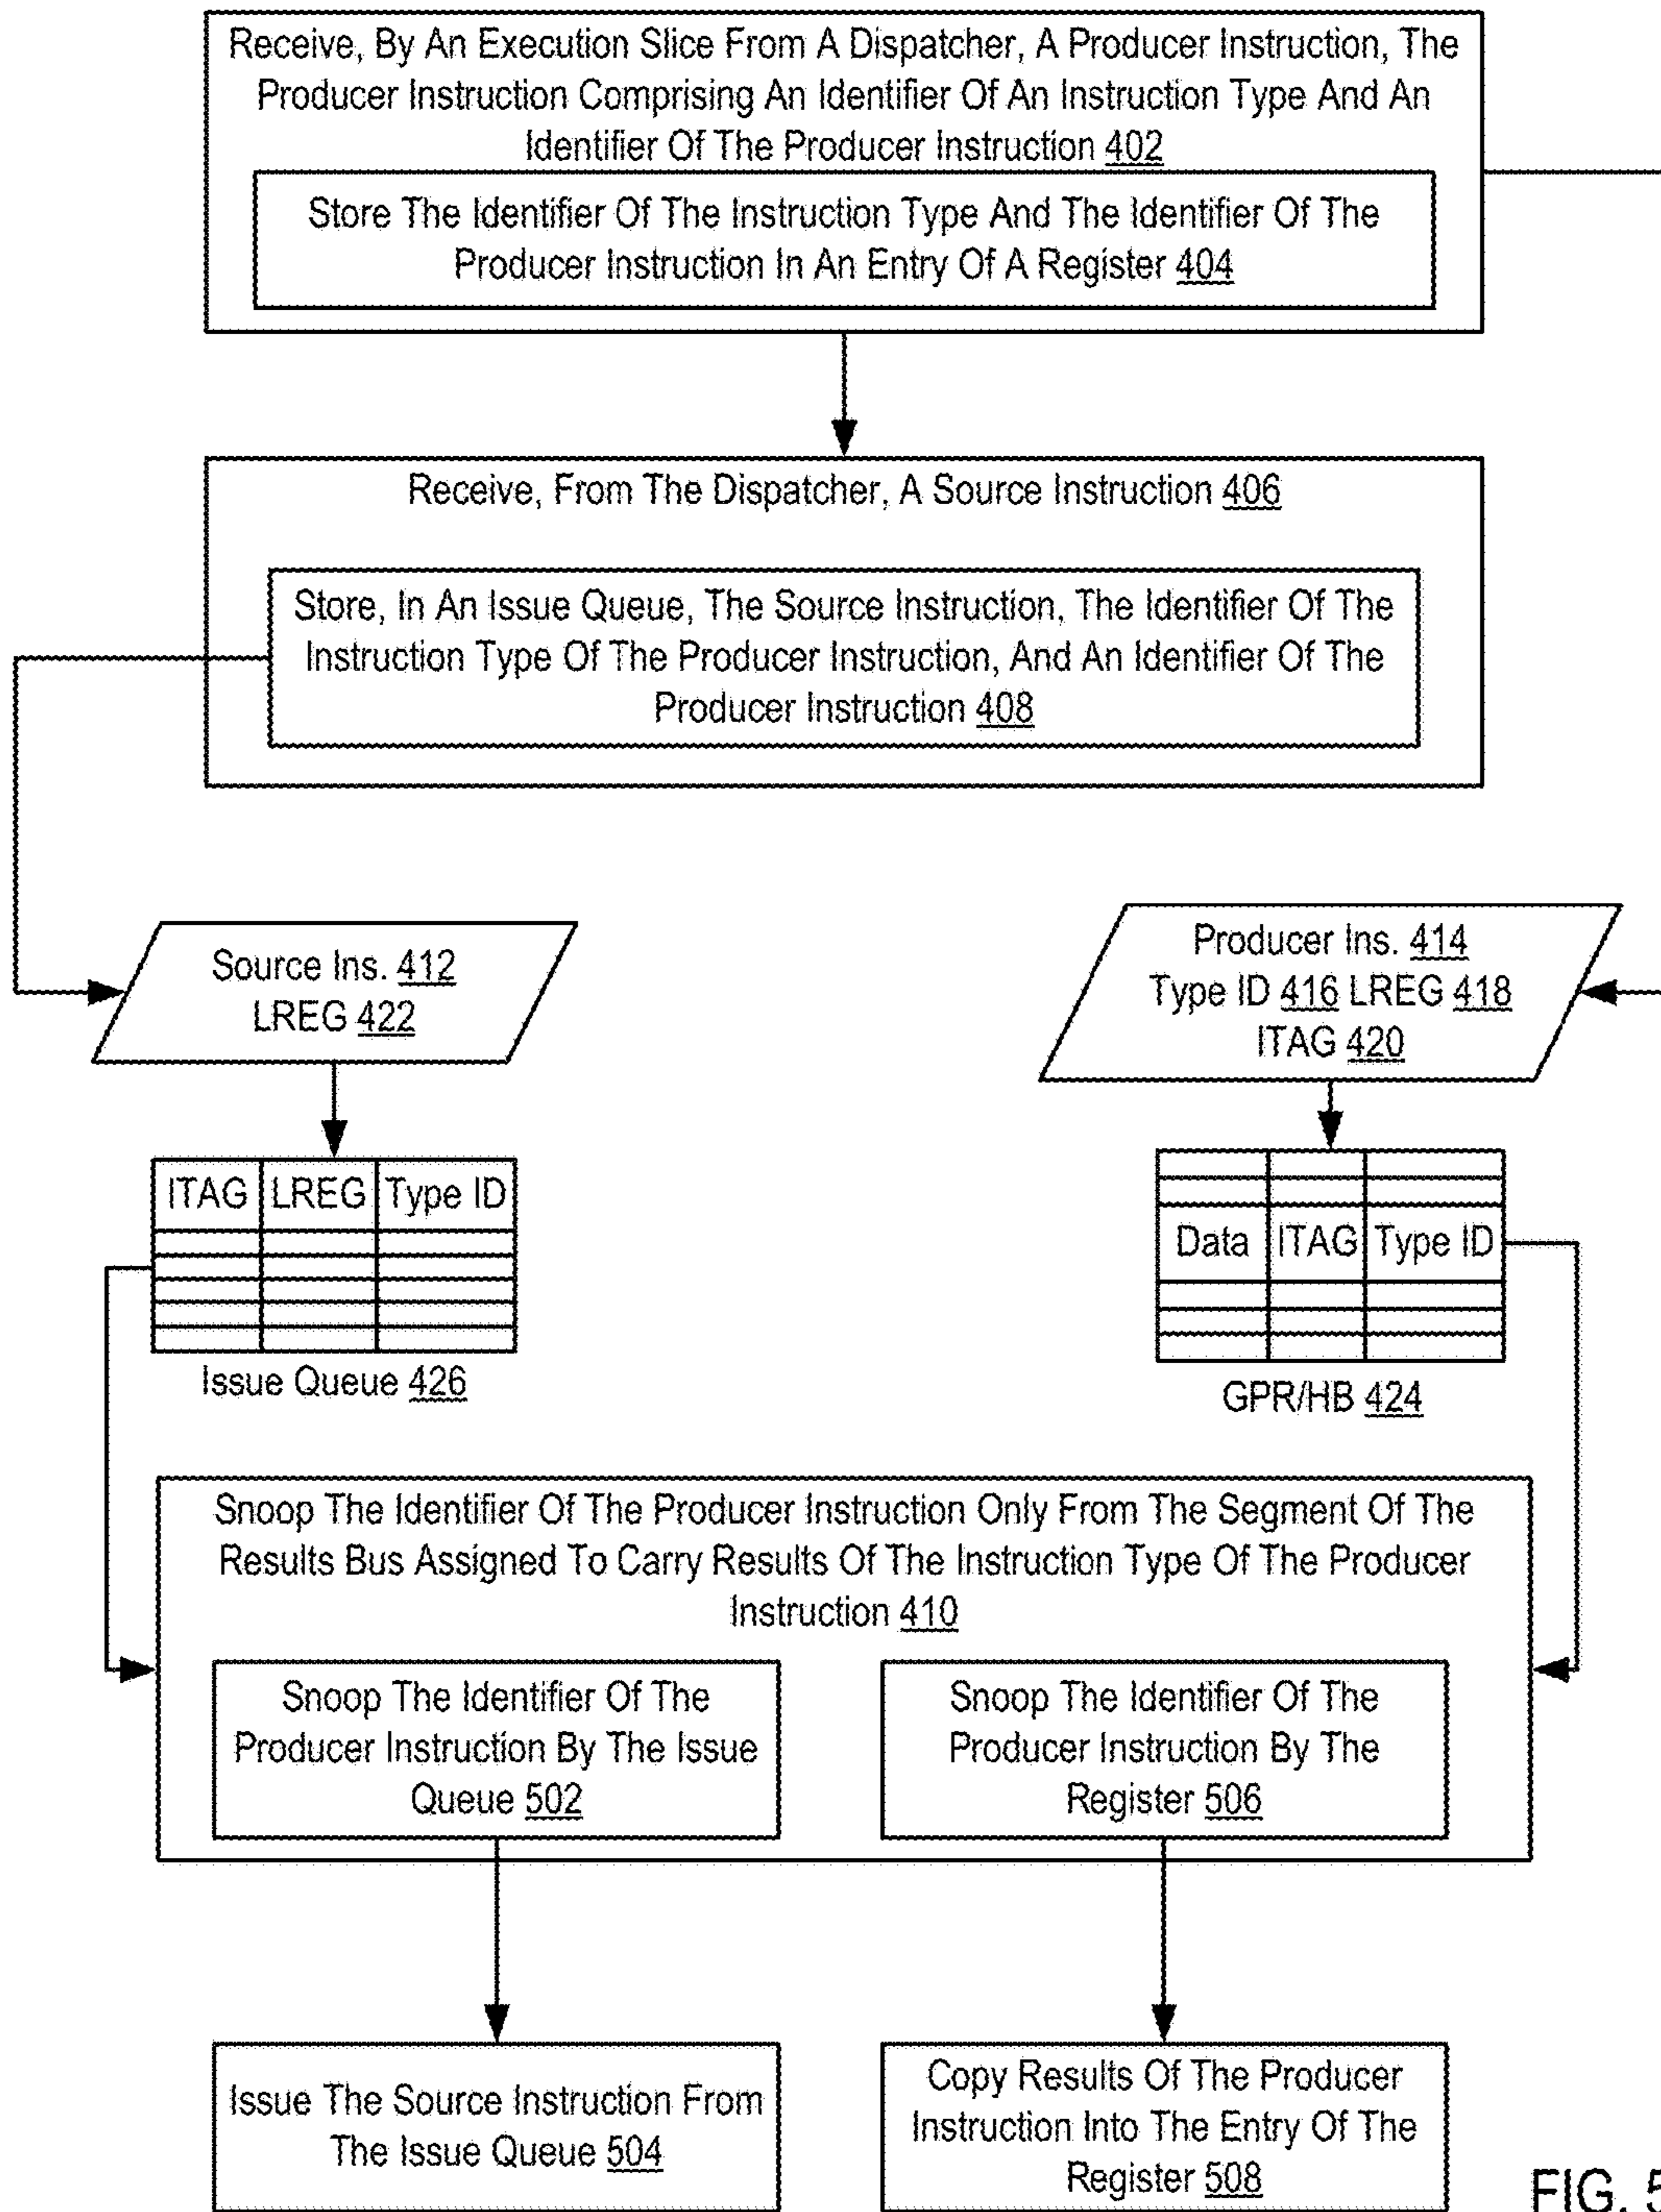 Receive, By An Execution Slice From A Dispatcher, A Producer Instruction, The
Producer Instruction Comprising An Identifier Of An Instruction Type And An
Identifier Of The Producer Instruction 402
Store The Identifier Of The Instruction Type And The Identifier Of The
Producer Instruction In An Entry Of A Register 404
Receive, From The Dispatcher, A Source Instruction 406
Store, In An Issue Queue, The Source Instruction, The Identifier Of The
Instruction Type Of The Producer Instruction, And An Identifier Of The
Producer Instruction 408
Source Ins. 412
LREG 422
Producer Ins. 414
Type ID 416 LREG 418
ITAG 420
ITAG LREG Type ID
Issue Queue 426
Data ITAG Type ID
GPR/HB 424
Snoop The Identifier Of The Producer Instruction Only From The Segment Of The
Results Bus Assigned To Carry Results Of The Instruction Type Of The Producer
Instruction 410
Snoop The Identifier Of The
Producer Instruction By The Issue
Queue 502
Snoop The Identifier Of The
Producer Instruction By The
Register 506
Issue The Source Instruction From
The Issue Queue 504
Copy Results Of The Producer
Instruction Into The Entry Of The
Register 508
FIG. 5